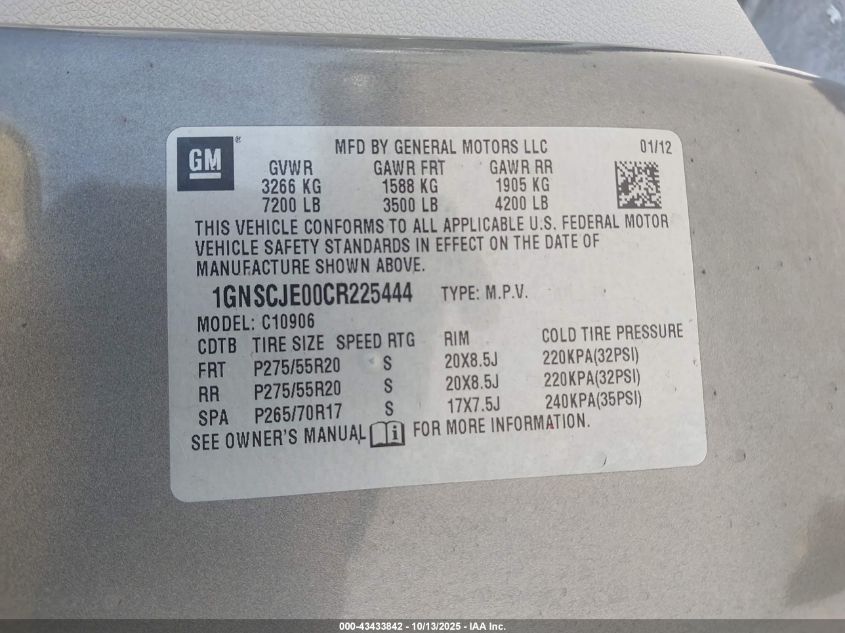 GM ® MFD BY GENERAL MOTORS LLC 01/12
GVWR GAWR FRT GAWR RR
3266 KG 1588 KG 1905 KG
7200 LB 3500 LB 4200 LB
THIS VEHICLE CONFORMS TO ALL APPLICABLE U.S. FEDERAL MOTOR
VEHICLE SAFETY STANDARDS IN EFFECT ON THE DATE OF
MANUFACTURE SHOWN ABOVE.
1GNSCJE00CR225444 TYPE: M.P.V.
MODEL: C10906
CDTB TIRE SIZE SPEED RTG RIM COLD TIRE PRESSURE
FRT P275/55R20 S 20X8.5J 220KPA(32PSI)
RR P275/55R20 S 20X8.5J 220KPA(32PSI)
SPA P265/70R17 S 17X7.5J 240KPA(35PSI)
SEE OWNER'S MANUAL FOR MORE INFORMATION.
000-43433842 - 10/13/2025 - IAA Inc.